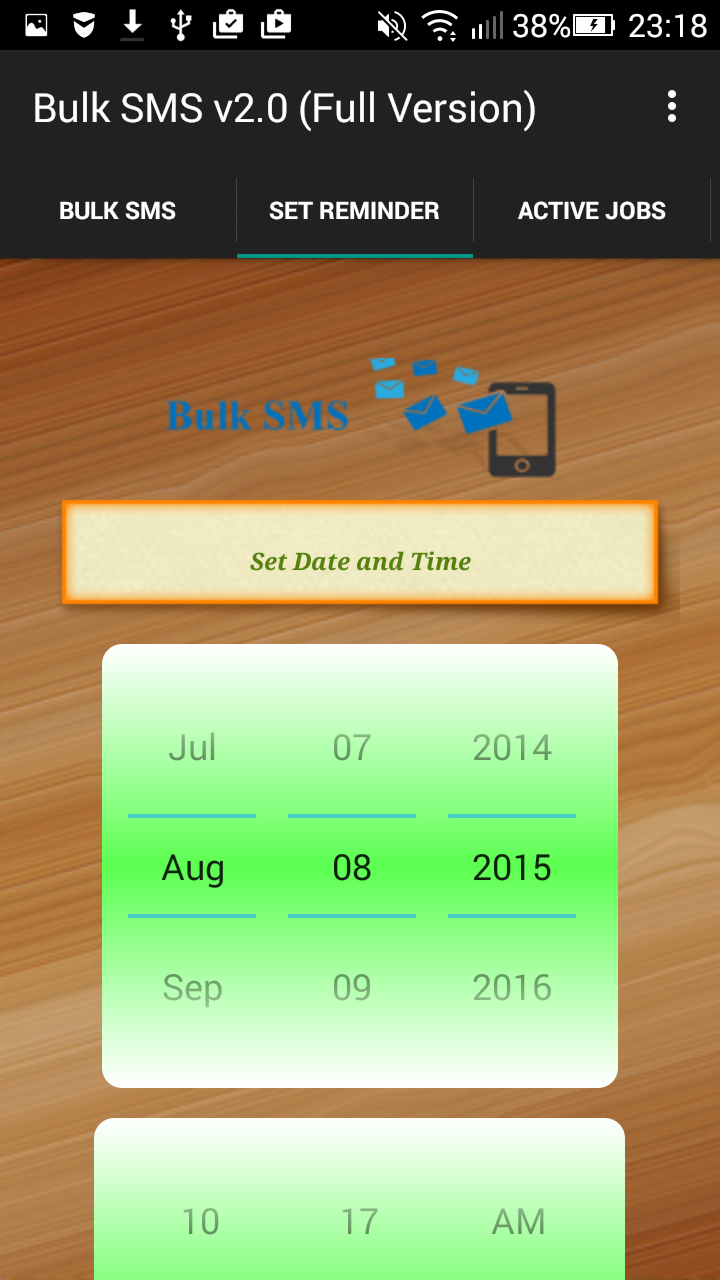 38% 23:18
Bulk SMS v2.0 (Full Version)
BULK SMS SET REMINDER ACTIVE JOBS
Bulk SMS
Set Date and Time
Jul 07 2014
Aug 08 2015
Sep 09 2016
10 17 AM